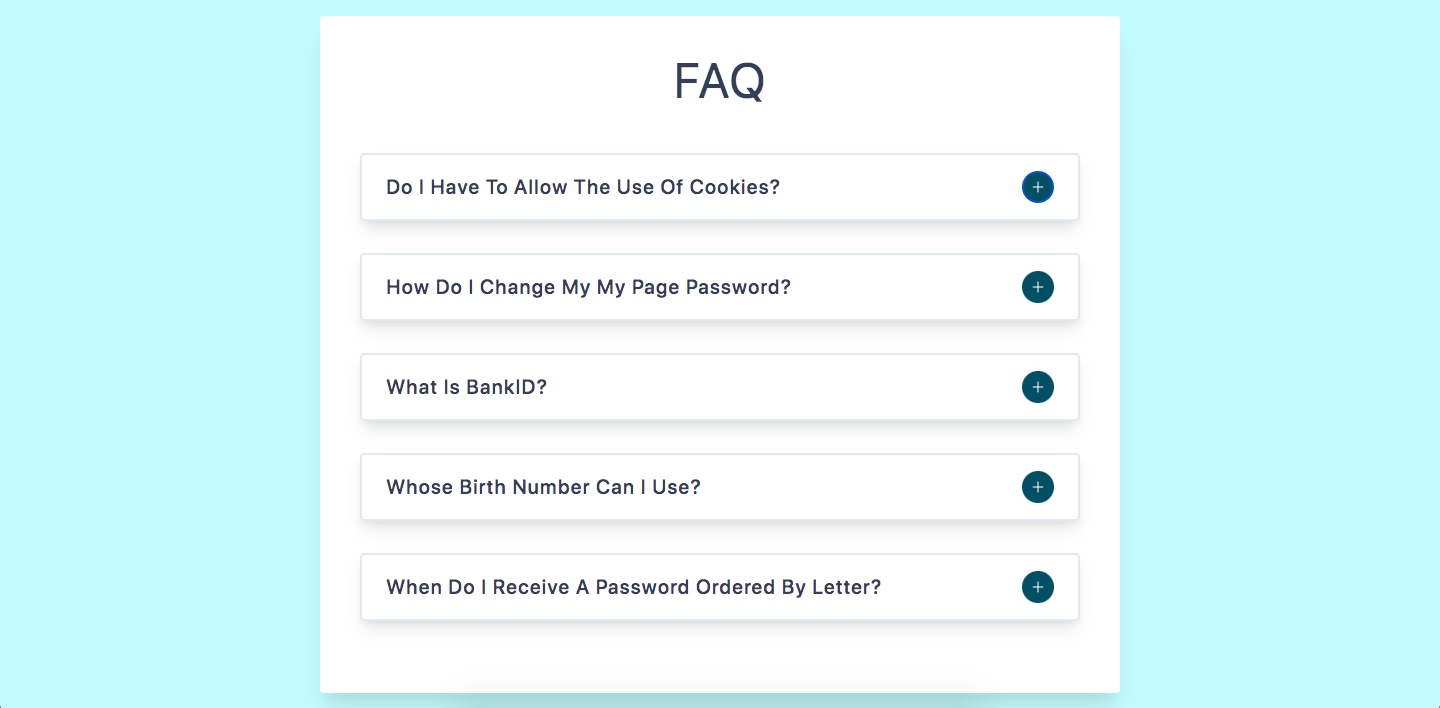 FAQ
Do I Have To Allow The Use Of Cookies?
How Do I Change My My Page Password?
What Is BankID?
Whose Birth Number Can I Use?
When Do I Receive A Password Ordered By Letter?